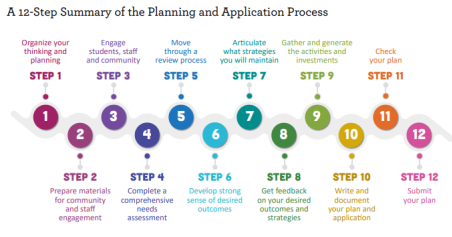 A 12-Step Summary of the Planning and Application Process
Organize your
thinking and
planning
STEP 1
Engage
students, staff
and community
STEP 3
Move
through a
review process
STEP 5
Articulate
what strategies
you will maintain
STEP 7
Gather and generate
the activities and
investments
STEP 9
Check
your plan
STEP 11
1
2
3
4
5
6
7
8
9
10
11
12
STEP 2
Prepare materials
for community
and staff
engagement
STEP 4
Complete a
comprehensive
needs
assessment
STEP 6
Develop strong
sense of desired
outcomes
STEP 8
Get feedback
on your desired
outcomes and
strategies
STEP 10
Write and
document
your plan and
application
STEP 12
Submit
your plan